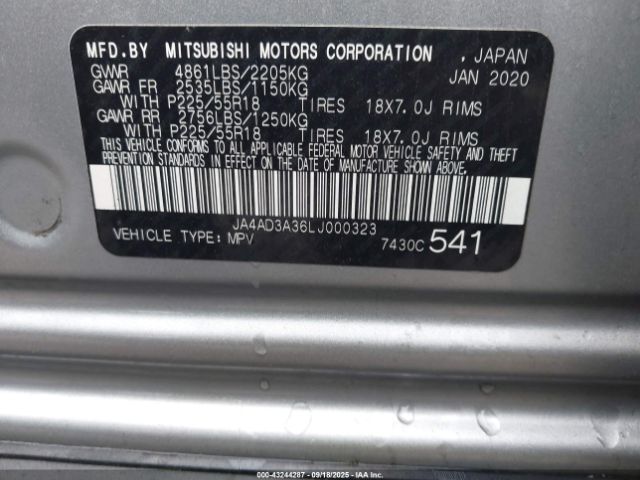 MFD.BY MITSUBISHI MOTORS CORPORATION , JAPAN
GVWR 4861LBS/2205KG JAN 2020
GAWR FR 2535LBS/1150KG
WITH P225/55R18 TIRES 18X7.0J RIMS
GAWR RR 2756LBS/1250KG
WITH P225/55R18 TIRES 18X7.0J RIMS
THIS VEHICLE CONFORMS TO ALL APPLICABLE FEDERAL MOTOR VEHICLE SAFETY AND THEFT
PREVENTION STANDARDS IN EFFECT ON THE DATE OF MANUFACTURE SHOWN ABOVE.
JA4AD3A36LJ000323
VEHICLE TYPE: MPV 7430C 541
000-43244287 - 09/18/2025 - IAA Inc.